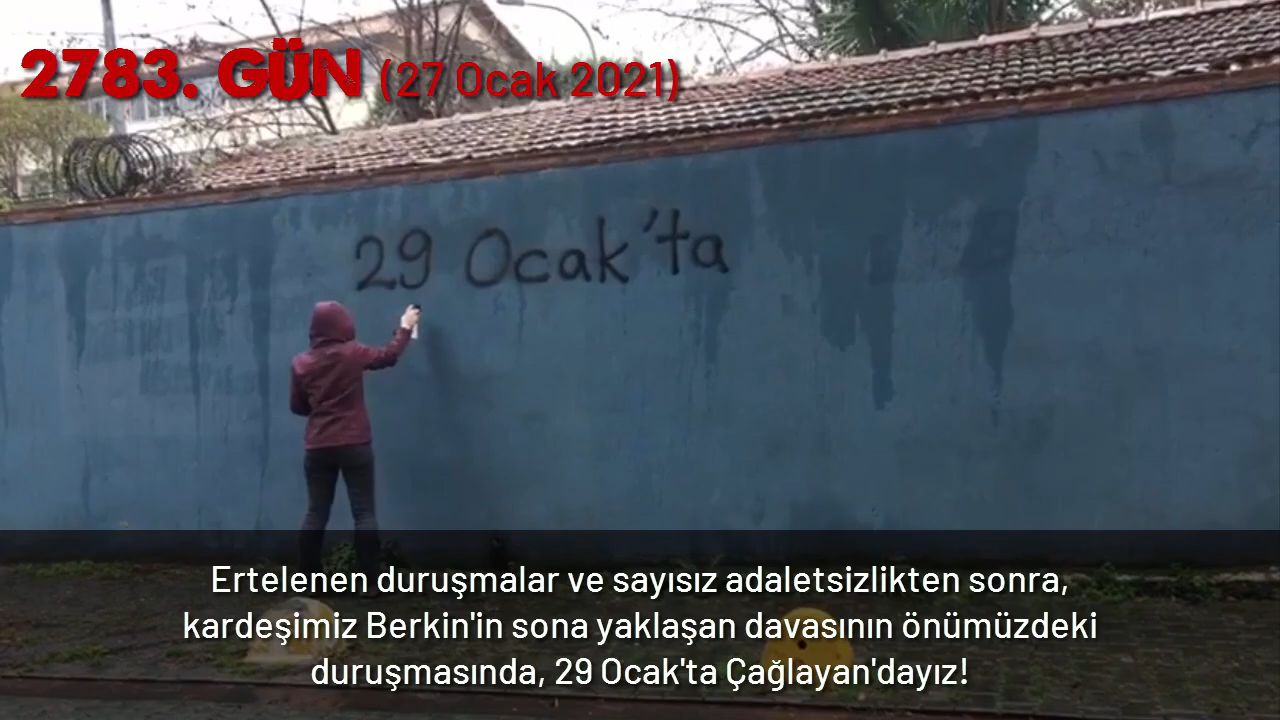 2783. GÜN (27 Ocak 2021)
29 Ocak'ta
Ertelenen duruşmalar ve sayısız adaletsizlikten sonra,
kardeşimiz Berkin'in sona yaklaşan davasının önümüzdeki
duruşmasında, 29 Ocak'ta Çağlayan'dayız!